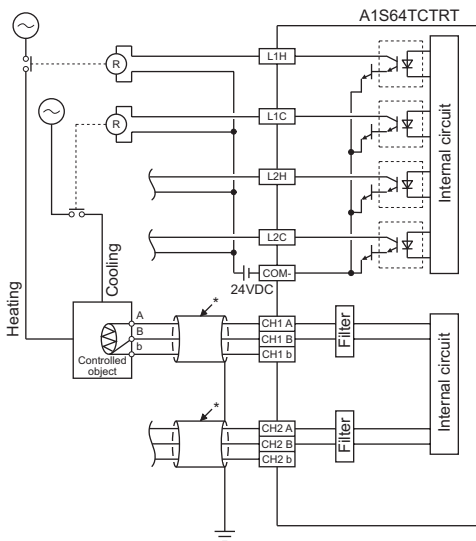 A1S64TCTRT
L1H
R
L1C
R
L2H
L2C
Internal circuit
COM-
24VDC
Heating
Cooling
*
A
B
b
Controlled
object
CH1 A
CH1 B
CH1 b
Filter
Internal circuit
*
CH2 A
CH2 B
CH2 b
Filter